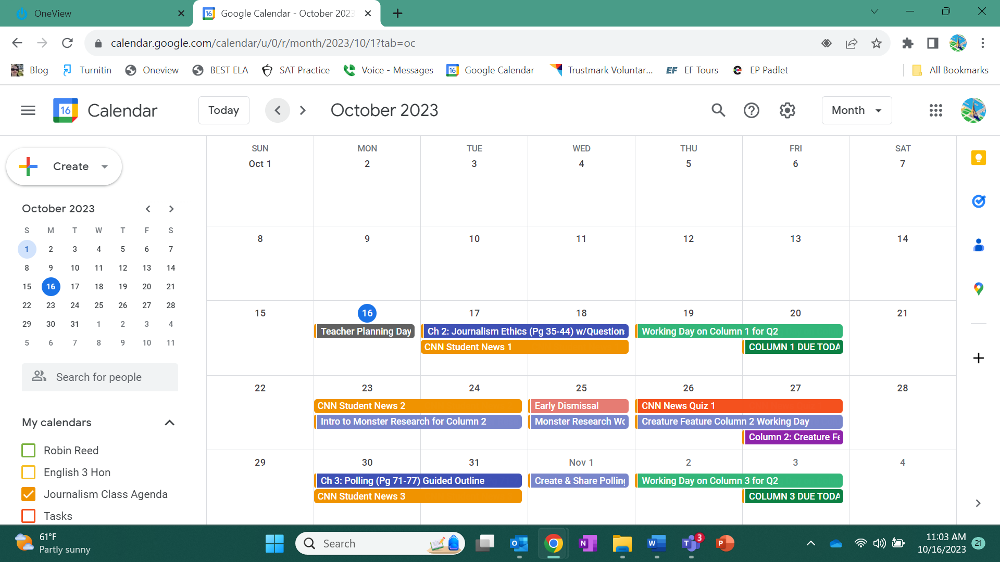 OneView
Google Calendar - October 2023
calendar.google.com/calendar/u/0/r/month/2023/10/1?tab=oc
Blog Turnitin Oneview BEST ELA SAT Practice Voice - Messages 16 Google Calendar Trustmark Voluntar... EF EF Tours EP Padlet All Bookmarks
16 Calendar Today October 2023 Month
Create
October 2023
S M T W T F S
1 2 3 4 5 6 7
8 9 10 11 12 13 14
15 16 17 18 19 20 21
22 23 24 25 26 27 28
29 30 31 1 2 3 4
5 6 7 8 9 10 11
Search for people
My calendars
Robin Reed
English 3 Hon
Journalism Class Agenda
Tasks
SUN MON TUE WED THU FRI SAT
Oct 1 2 3 4 5 6 7
8 9 10 11 12 13 14
15 16 17 18 19 20 21
Teacher Planning Day Ch 2: Journalism Ethics (Pg 35-44) w/Question Working Day on Column 1 for Q2
CNN Student News 1 COLUMN 1 DUE TODA
22 23 24 25 26 27 28
CNN Student News 2 Early Dismissal CNN News Quiz 1
Intro to Monster Research for Column 2 Monster Research Wo Creature Feature Column 2 Working Day
Column 2: Creature Fe
29 30 31 Nov 1 2 3 4
Ch 3: Polling (Pg 71-77) Guided Outline Create & Share Polling Working Day on Column 3 for Q2
CNN Student News 3 COLUMN 3 DUE TODA
61°F
Partly sunny
Search
3
11:03 AM
10/16/2023
21